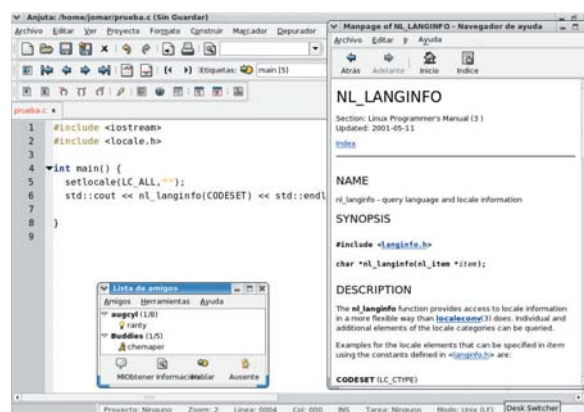 Anjuta: /home/jomar/prueba.c (Sin Guardar)
Archivo Editar Ver Proyecto Formato Construir Marcador Depurador
Etiquetas: main [5]
prueba.c x
1 #include <iostream>
2 #include <locale.h>
3
4 int main() {
5 setlocale(LC_ALL,"");
6 std::cout << nl_langinfo(CODESET) << std::endl
7
8 }
9
Lista de amigos
Amigos Herramientas Ayuda
augcyl (1/8)
ranty
Buddies (1/5)
chemaper
MI Obtener Información Hablar Ausente
Proyecto: Ninguno Zoom: 2 Línea: 0004 Col: 000 INS Tarea: Ninguno Modo: Unix (LF)
Desk Switcher
Manpage of NL_LANGINFO - Navegador de ayuda
Archivo Editar Ir Ayuda
Atrás Adelante Inicio Índice
NL_LANGINFO
Section: Linux Programmer's Manual (3 )
Updated: 2001-05-11
Index
NAME
nl_langinfo - query language and locale information
SYNOPSIS
#include <langinfo.h>
char *nl_langinfo(nl_item item);
DESCRIPTION
The nl_langinfo function provides access to locale information
in a more flexible way than localeconv(3) does. Individual and
additional elements of the locale categories can be queried.
Examples for the locale elements that can be specified in item
using the constants defined in <langinfo.h> are:
CODESET (LC_CTYPE)